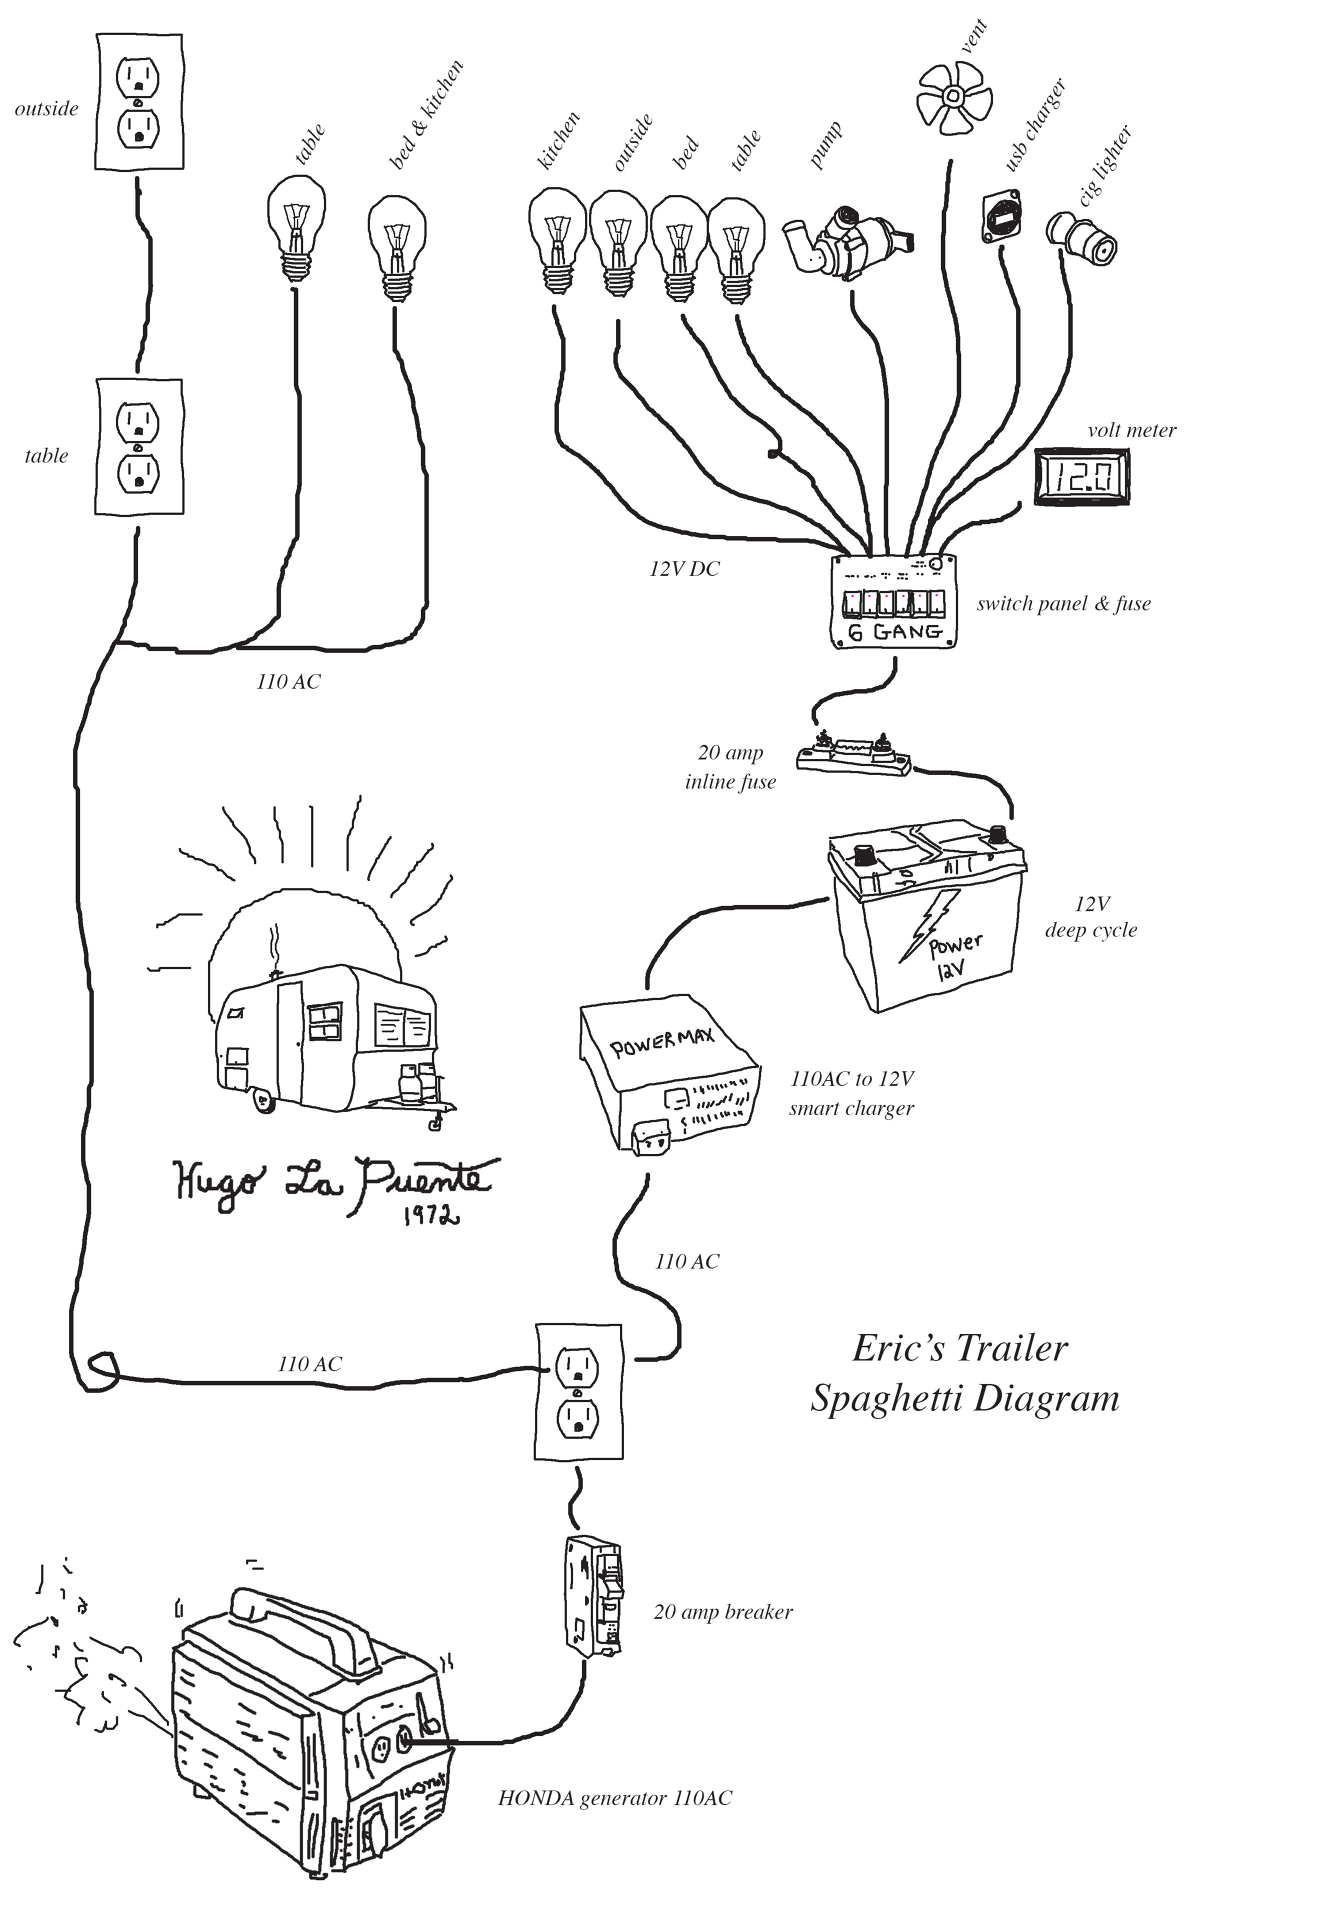 vent
outside
table
bed & kitchen
kitchen
outside
bed
table
pump
usb charger
cig lighter
volt meter
12.0
table
12V DC
switch panel & fuse
6 GANG
110 AC
20 amp
inline fuse
12V
deep cycle
Power
12V
POWERMAX
110AC to 12V
smart charger
Hugo La Puente
1972
110 AC
Eric's Trailer
Spaghetti Diagram
110 AC
20 amp breaker
HONDA generator 110AC